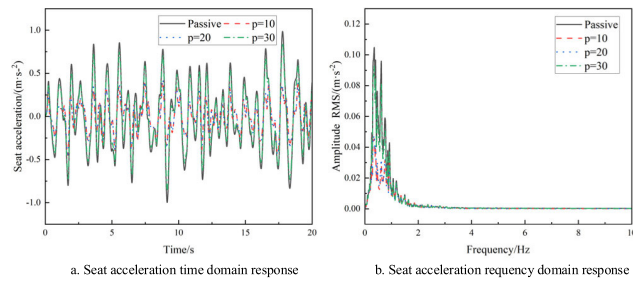 Passive p=10
p=20 p=30
Seat acceleration/(m·s-2)
1.0
0.5
0.0
-0.5
-1.0
0 5 10 15 20
Time/s
a. Seat acceleration time domain response
Passive
p=10
p=20
p=30
Amplitude RMS/(m·s-2)
0.12
0.10
0.08
0.06
0.04
0.02
0.00
0 2 4 6 8 10
Frequency/Hz
b. Seat acceleration requency domain response